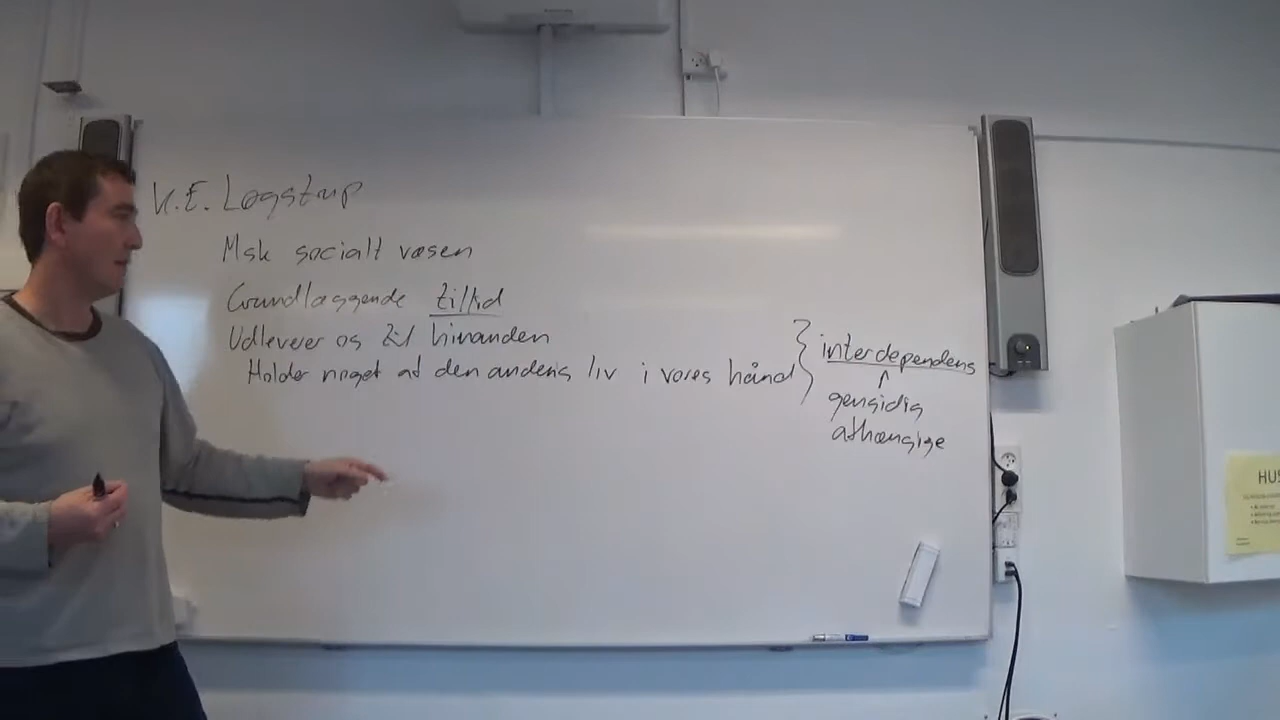 K.E. Løgstrup
Msk socialt væsen
Grundlæggende tillid
Udleverer os til hinanden
Holder noget af den andens liv i vores hånd
interdependens
gensidig
afhængige
HUS